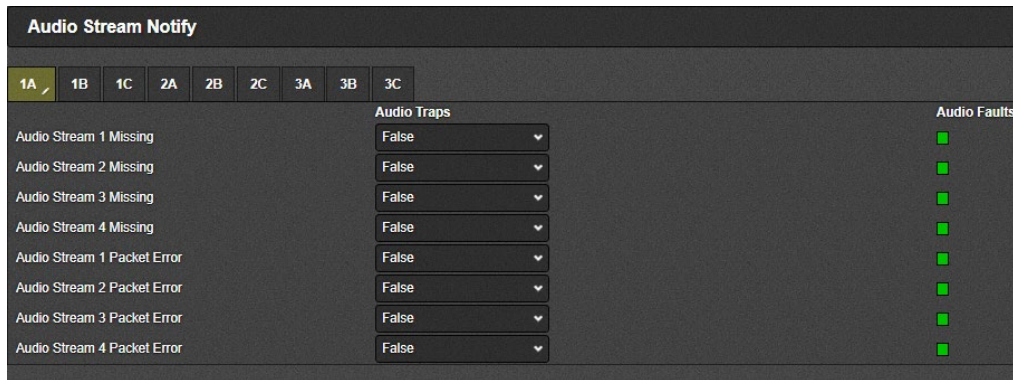 Audio Stream Notify
1A 1B 1C 2A 2B 2C 3A 3B 3C
Audio Traps Audio Faults
Audio Stream 1 Missing False
Audio Stream 2 Missing False
Audio Stream 3 Missing False
Audio Stream 4 Missing False
Audio Stream 1 Packet Error False
Audio Stream 2 Packet Error False
Audio Stream 3 Packet Error False
Audio Stream 4 Packet Error False